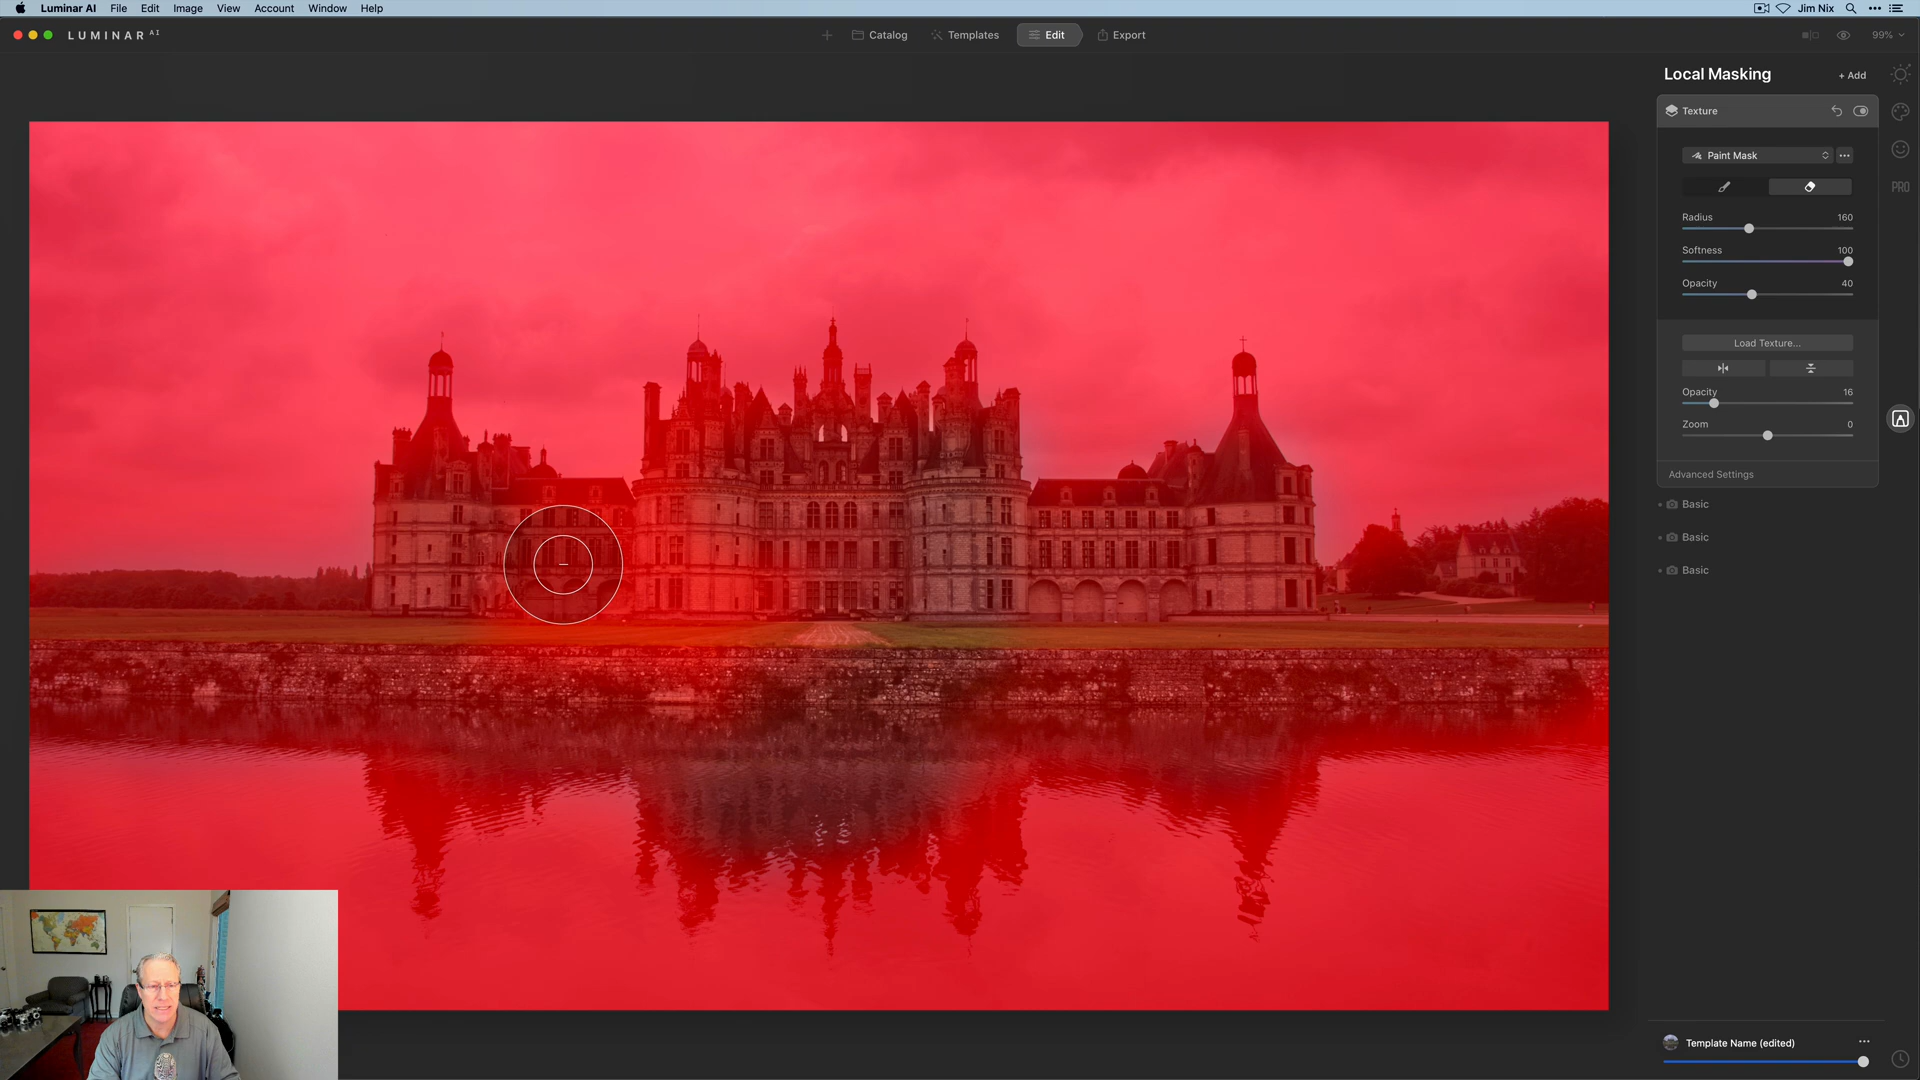 Luminar AI File Edit Image View Account Window Help Jim Nix
LUMINAR AI Catalog Templates Edit Export 99%
Local Masking + Add
Texture
Paint Mask
PRO
Radius 160
Softness 100
Opacity 40
Load Texture...
Opacity 16
Zoom 0
Advanced Settings
Basic
Basic
Basic
Template Name (edited)